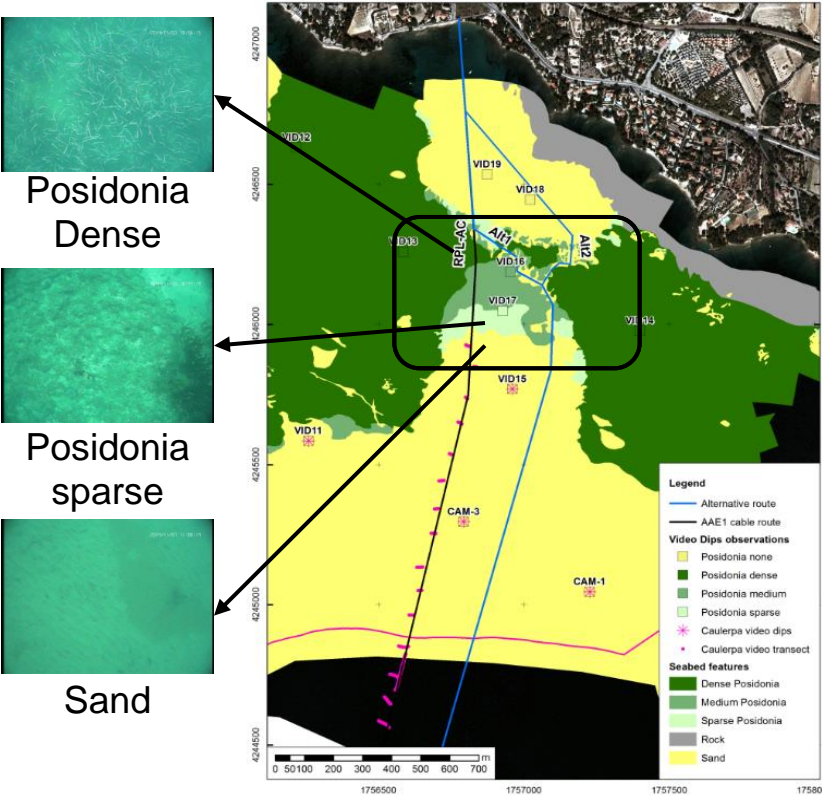 Posidonia
Dense
Posidonia
sparse
Sand
4247000
4246500
4246000
4245500
4245000
4244500
VID12
VID19
VID18
VID13
RPL-AC
Alt1
Alt2
VID16
VID17
VID14
VID15
VID11
CAM-3
CAM-1
Legend
Alternative route
AAE1 cable route
Video Dips observations
Posidonia none
Posidonia dense
Posidonia medium
Posidonia sparse
Caulerpa video dips
Caulerpa video transect
Seabed features
Dense Posidonia
Medium Posidonia
Sparse Posidonia
Rock
Sand
m
0 50 100 200 300 400 500 600 700
1756500 1757000 1757500 17580